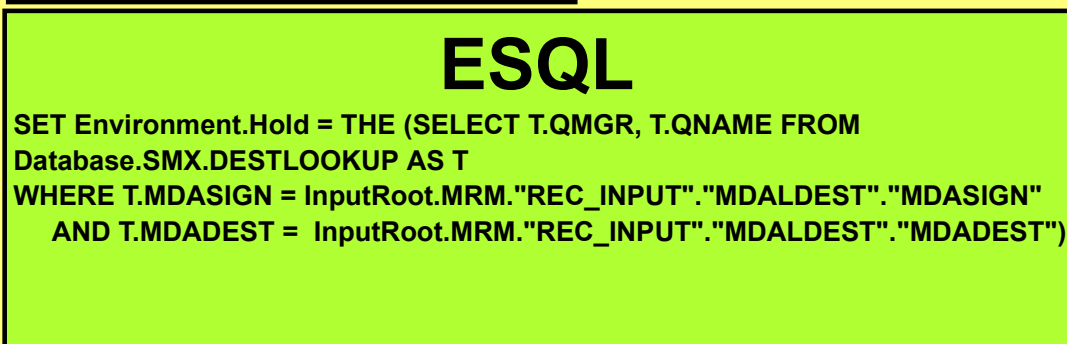 ESQL
SET Environment.Hold = THE (SELECT T.QMGR, T.QNAME FROM
Database.SMX.DESTLOOKUP AS T
WHERE T.MDASIGN = InputRoot.MRM."REC_INPUT"."MDALDEST"."MDASIGN"
AND T.MDADEST = InputRoot.MRM."REC_INPUT"."MDALDEST"."MDADEST")